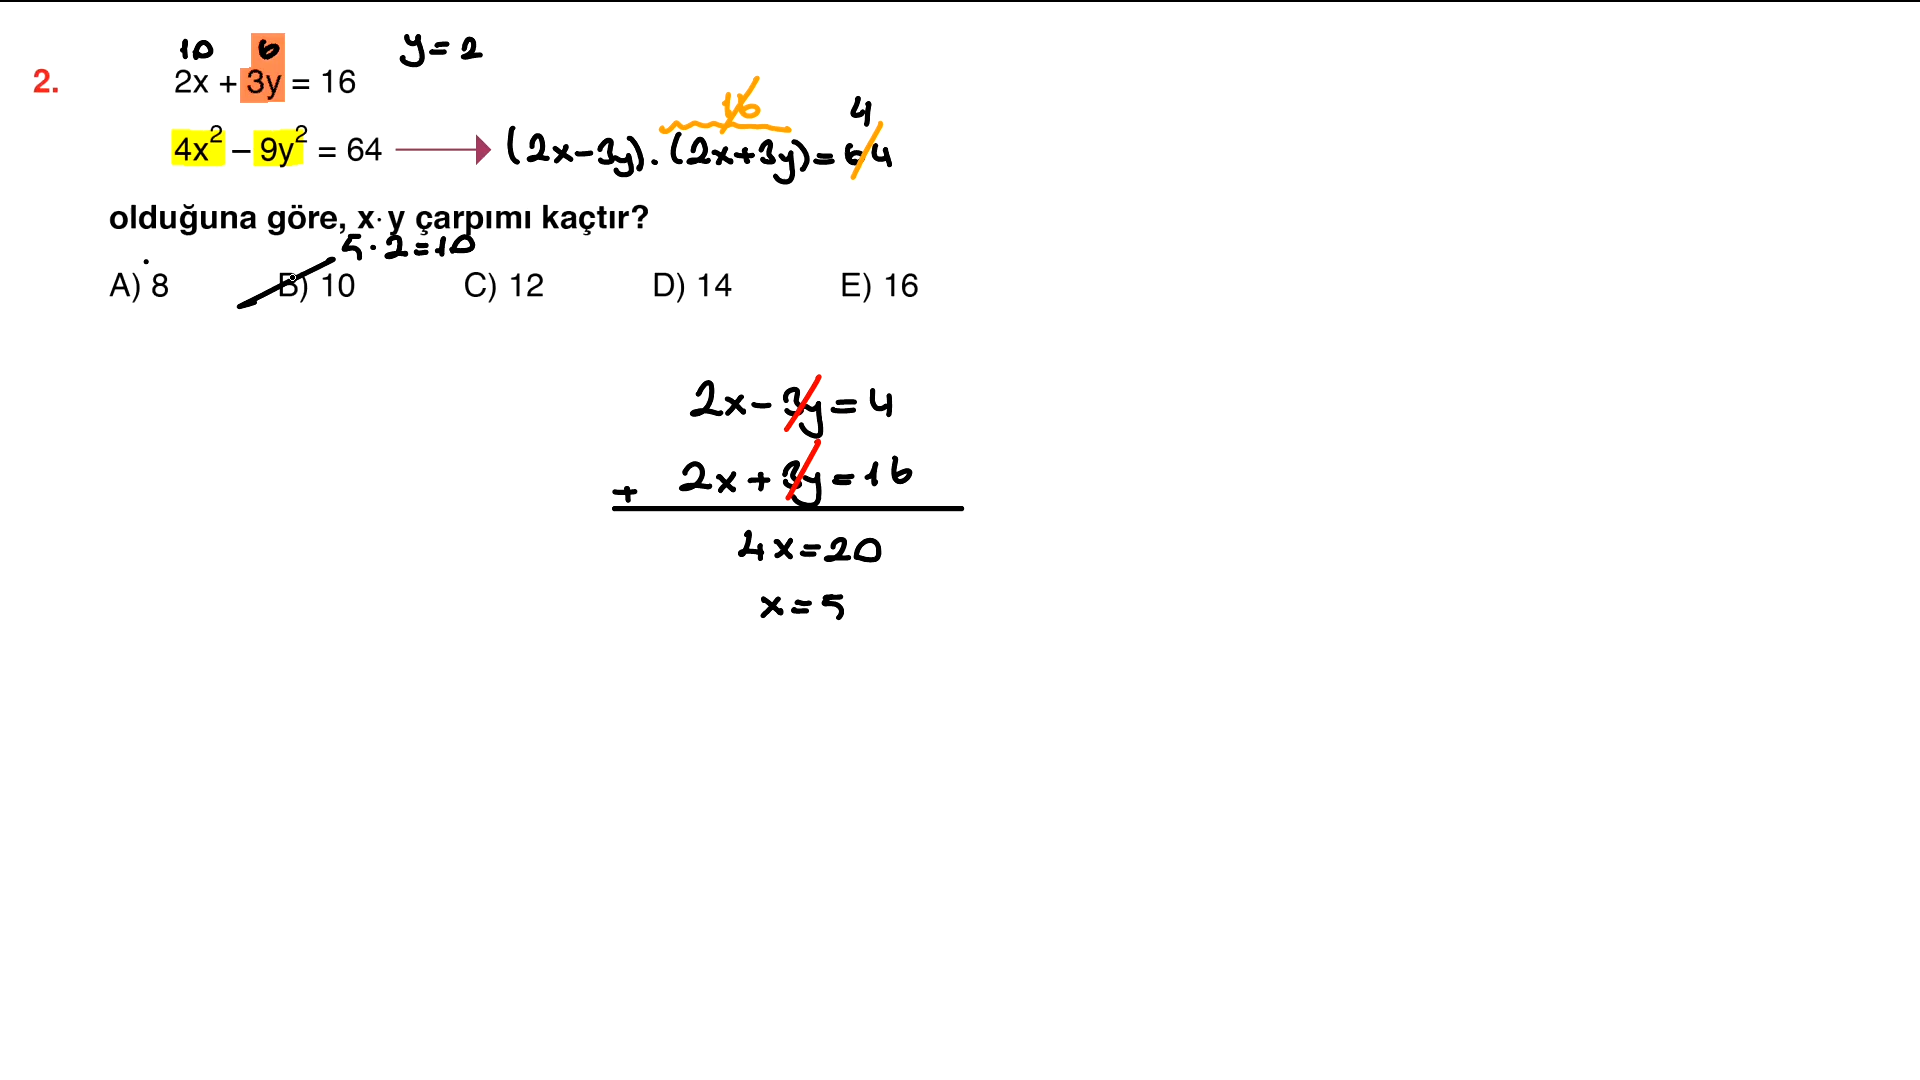 10 6 y = 2
2. 2x + 3y = 16
4x² – 9y² = 64 (2x-3y).(2x+3y)=64
16 4
olduğuna göre, x·y çarpımı kaçtır?
5·2=10
A) 8 B) 10 C) 12 D) 14 E) 16
2x-3y=4
+ 2x+3y=16
4x=20
x=5